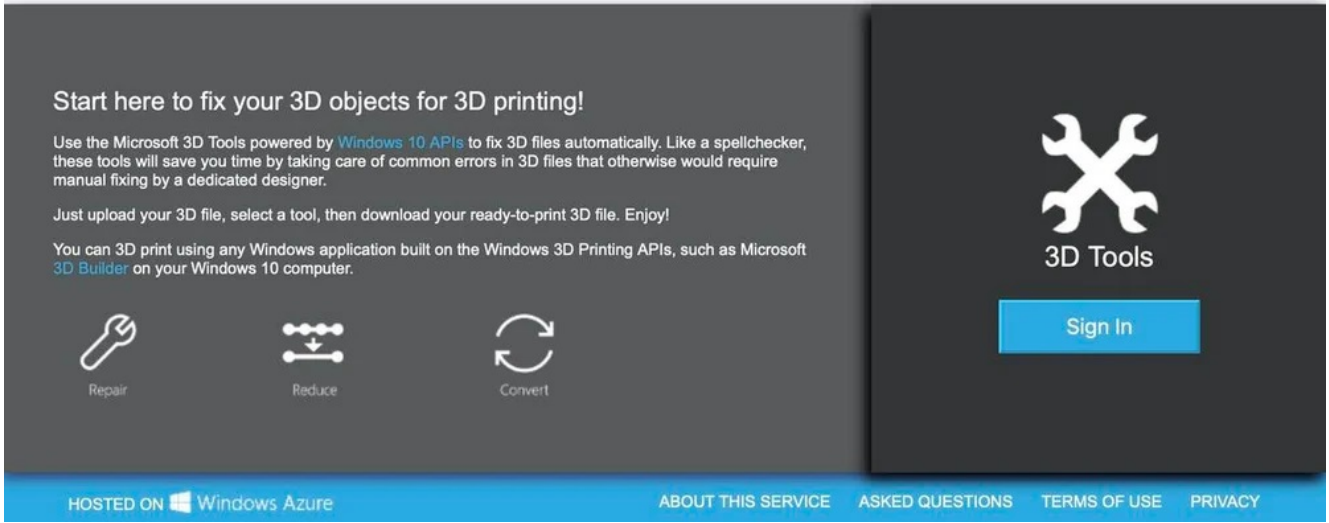 Start here to fix your 3D objects for 3D printing!
Use the Microsoft 3D Tools powered by Windows 10 APIs to fix 3D files automatically. Like a spellchecker,
these tools will save you time by taking care of common errors in 3D files that otherwise would require
manual fixing by a dedicated designer.
Just upload your 3D file, select a tool, then download your ready-to-print 3D file. Enjoy!
You can 3D print using any Windows application built on the Windows 3D Printing APIs, such as Microsoft
3D Builder on your Windows 10 computer.
Repair
Reduce
Convert
3D Tools
Sign In
HOSTED ON Windows Azure
ABOUT THIS SERVICE
ASKED QUESTIONS
TERMS OF USE
PRIVACY